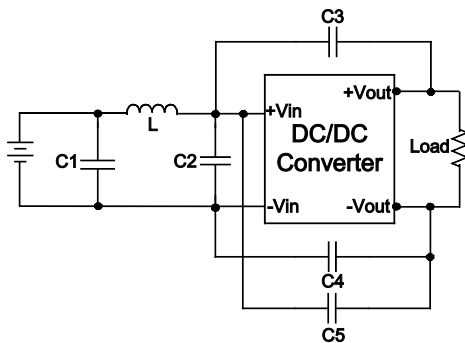 C3
+Vin
+Vout
L
DC/DC
Converter
C1
C2
Load
-Vin
-Vout
C4
C5